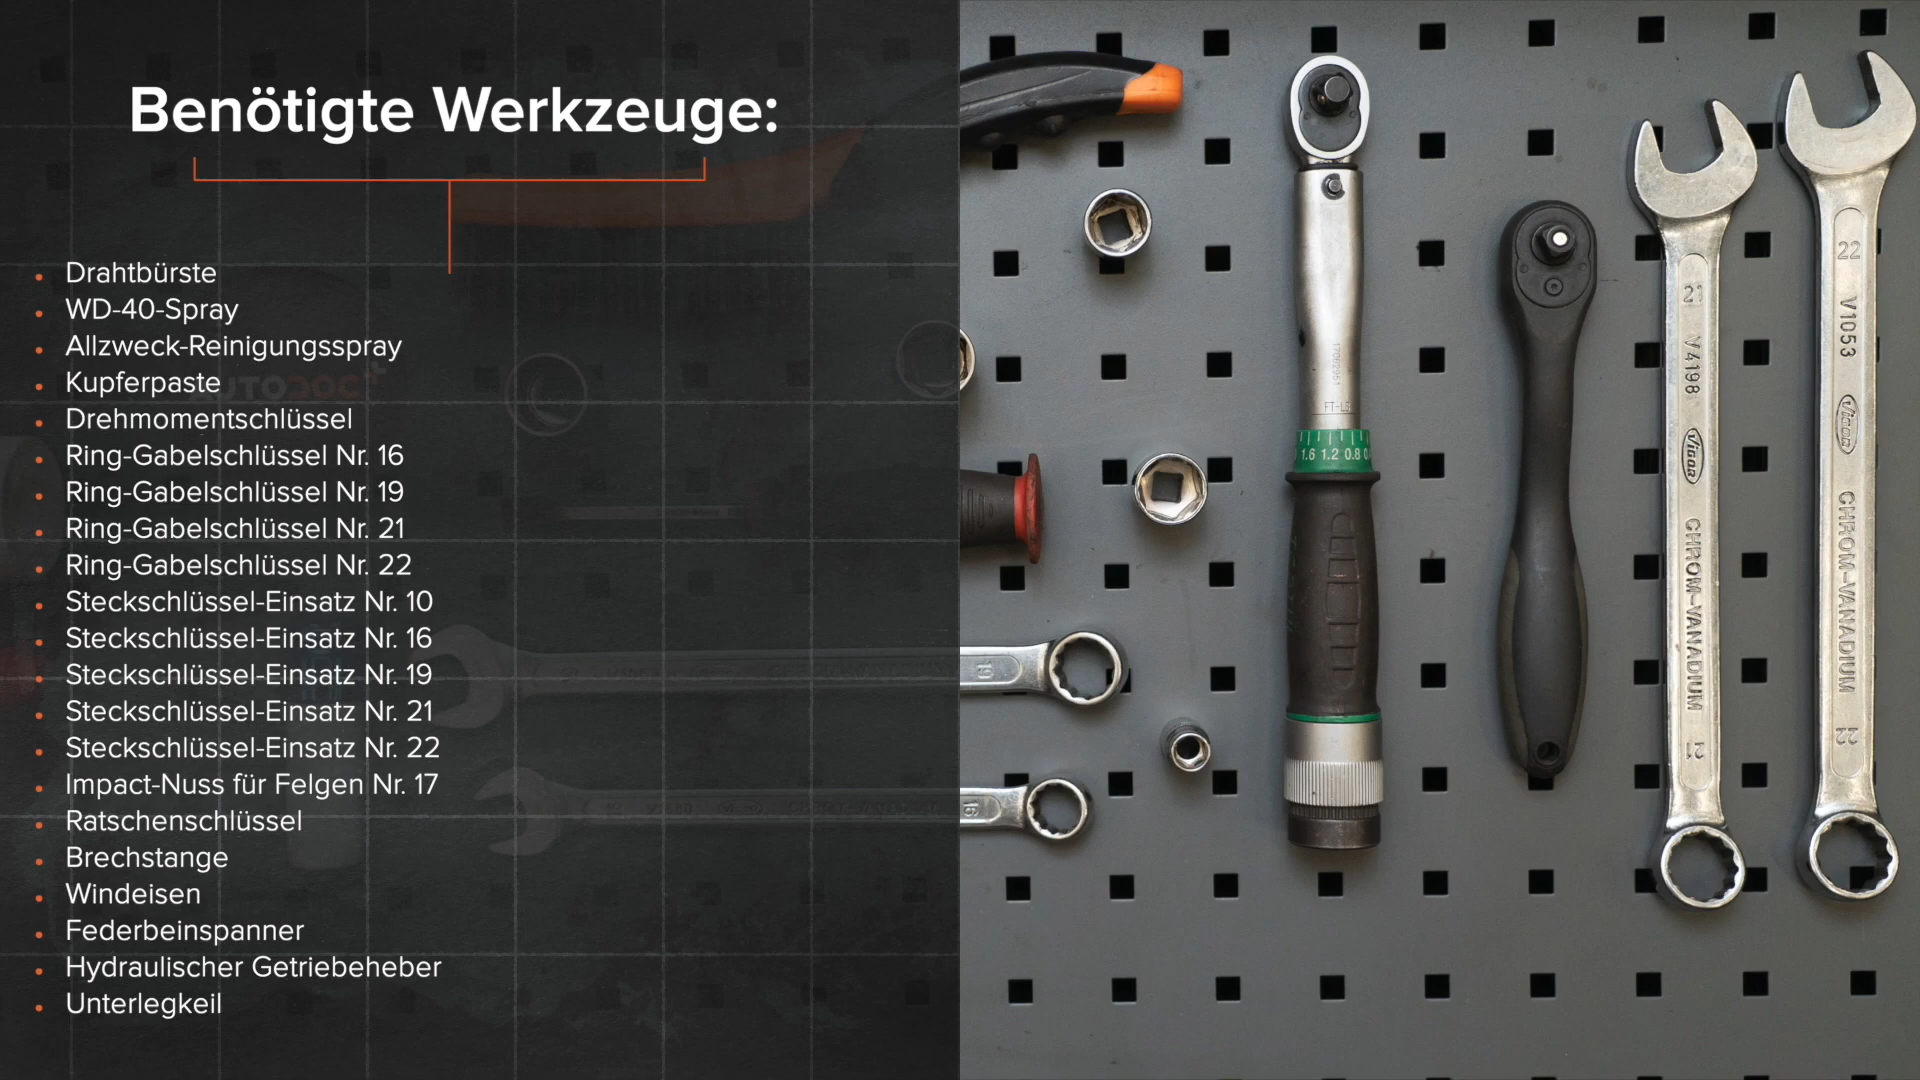 Benötigte Werkzeuge:
Drahtbürste
WD-40-Spray
Allzweck-Reinigungsspray
Kupferpaste
Drehmomentschlüssel
Ring-Gabelschlüssel Nr. 16
Ring-Gabelschlüssel Nr. 19
Ring-Gabelschlüssel Nr. 21
Ring-Gabelschlüssel Nr. 22
Steckschlüssel-Einsatz Nr. 10
Steckschlüssel-Einsatz Nr. 16
Steckschlüssel-Einsatz Nr. 19
Steckschlüssel-Einsatz Nr. 21
Steckschlüssel-Einsatz Nr. 22
Impact-Nuss für Felgen Nr. 17
Ratschenschlüssel
Brechstange
Windeisen
Federbeinspanner
Hydraulischer Getriebeheber
Unterlegkeil
AUTODOC
1.6 1.2 0.8
19
21 V4198 Vigor CHROM-VANADIUM 21
22 V1053 Vigor CHROM-VANADIUM 22